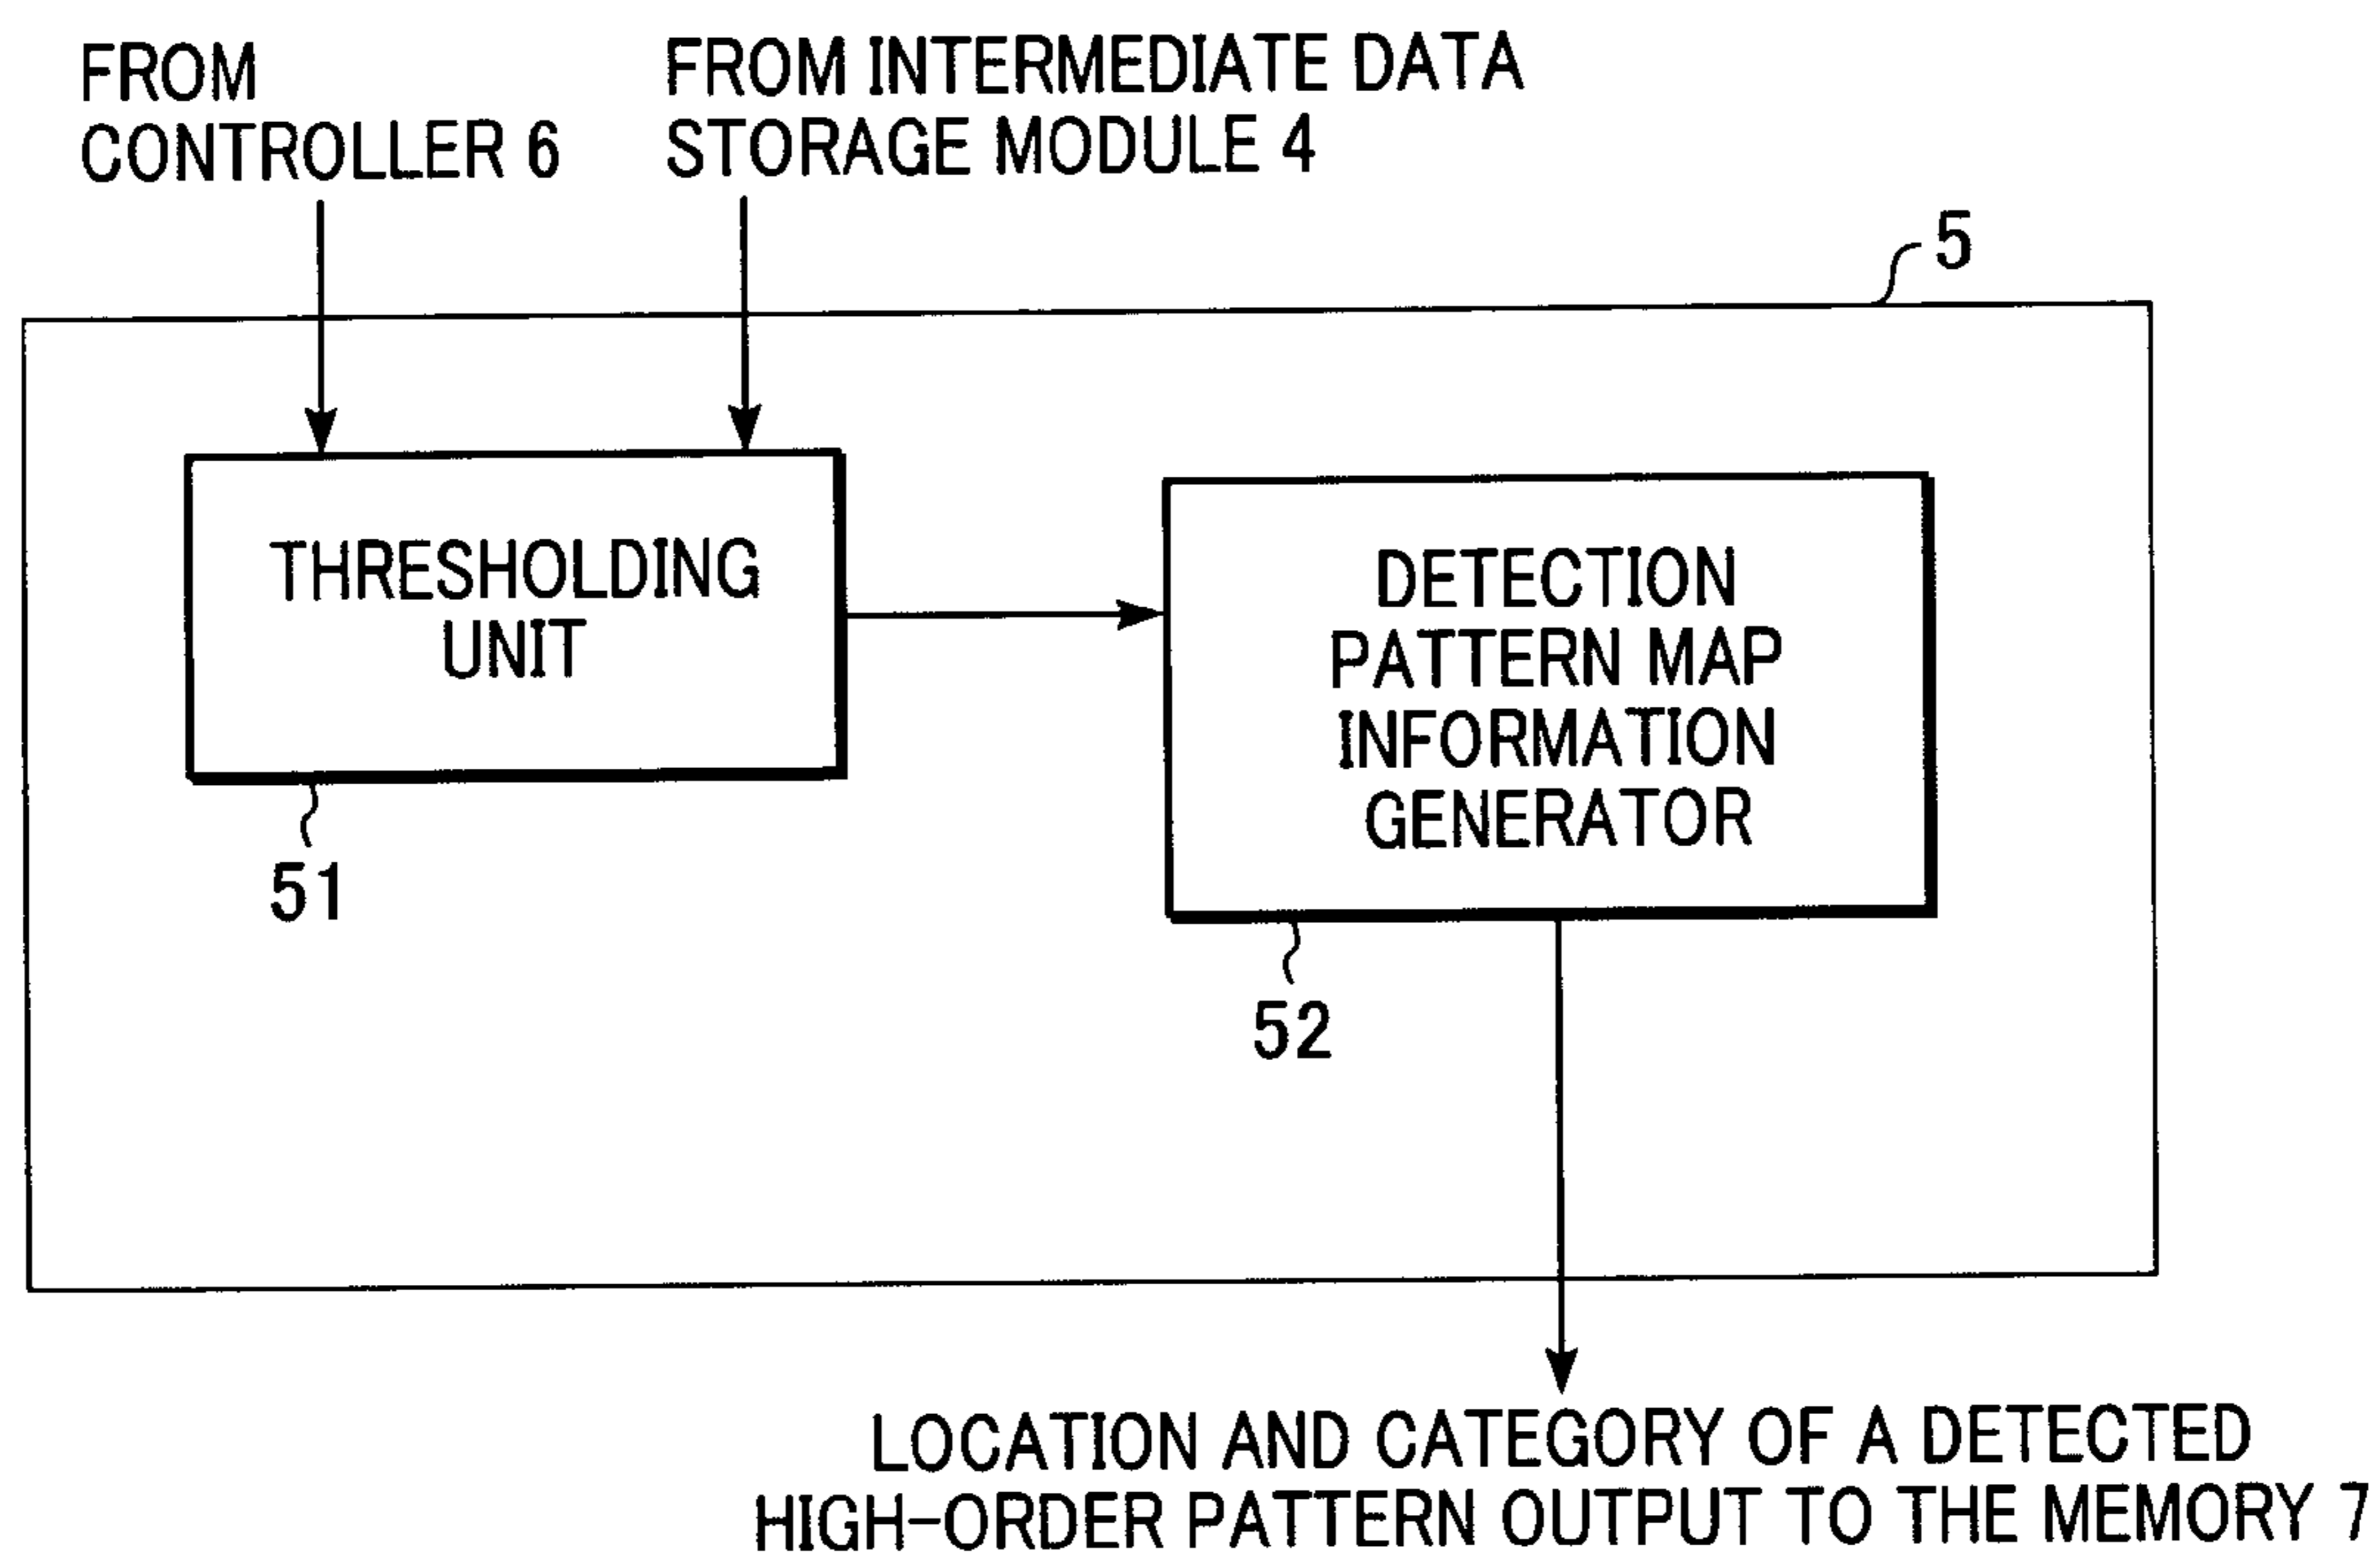 FROM
CONTROLLER 6
FROM INTERMEDIATE DATA
STORAGE MODULE 4
5
THRESHOLDING
UNIT
51
DETECTION
PATTERN MAP
INFORMATION
GENERATOR
52
LOCATION AND CATEGORY OF A DETECTED
HIGH-ORDER PATTERN OUTPUT TO THE MEMORY 7